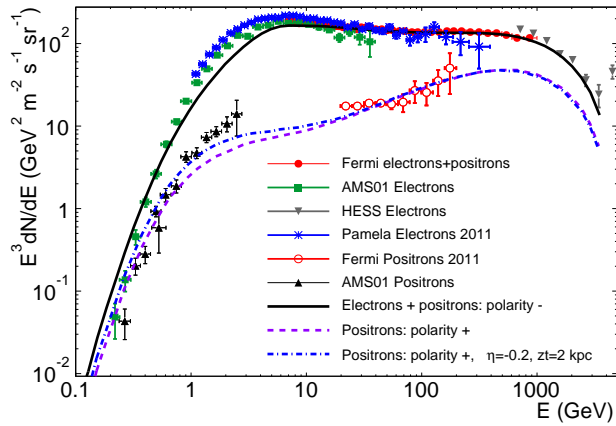 E³dN/dE (GeV² m⁻² s⁻¹ sr⁻¹)
10²
10
1
10⁻¹
10⁻²
Fermi electrons+positrons
AMS01 Electrons
HESS Electrons
Pamela Electrons 2011
Fermi Positrons 2011
AMS01 Positrons
Electrons + positrons: polarity -
Positrons: polarity +
Positrons: polarity +, η=-0.2, zt=2 kpc
0.1 1 10 100 1000
E (GeV)